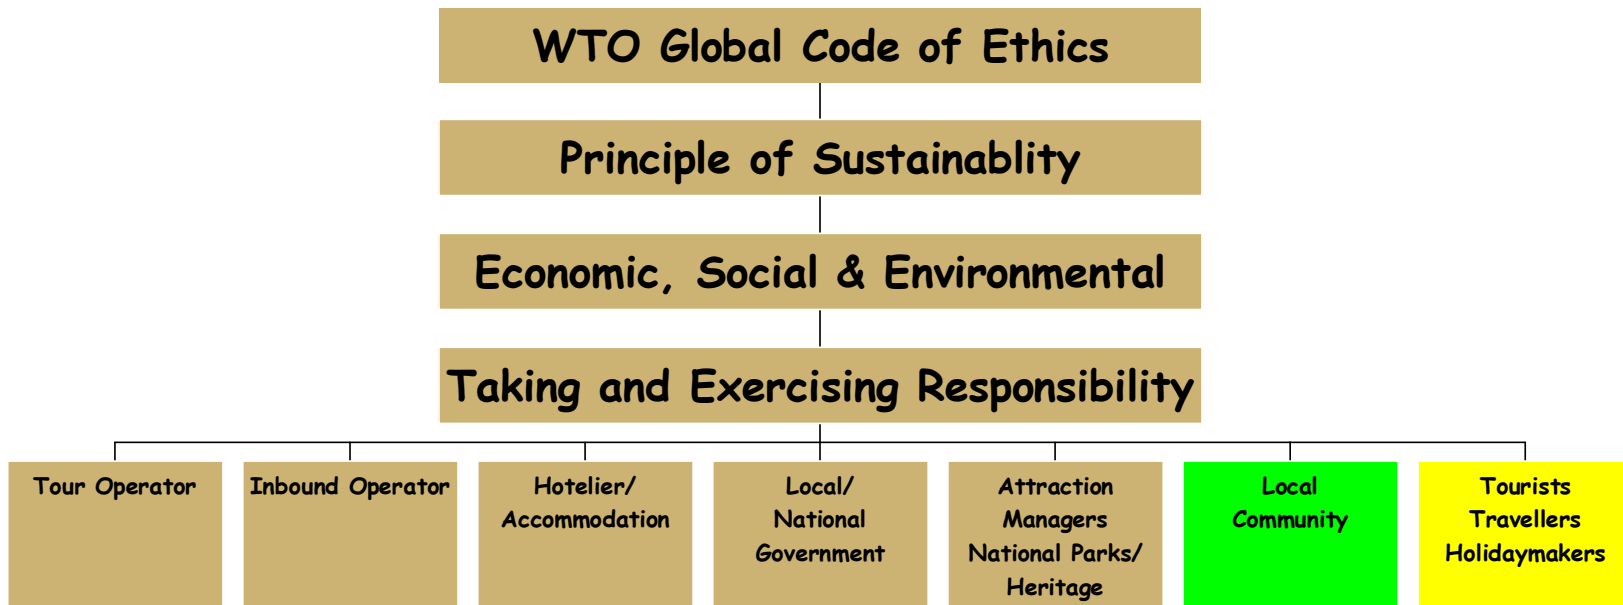 WTO Global Code of Ethics
Principle of Sustainablity
Economic, Social & Environmental
Taking and Exercising Responsibility
Tour Operator
Inbound Operator
Hotelier/
Accommodation
Local/
National
Government
Attraction
Managers
National Parks/
Heritage
Local
Community
Tourists
Travellers
Holidaymakers